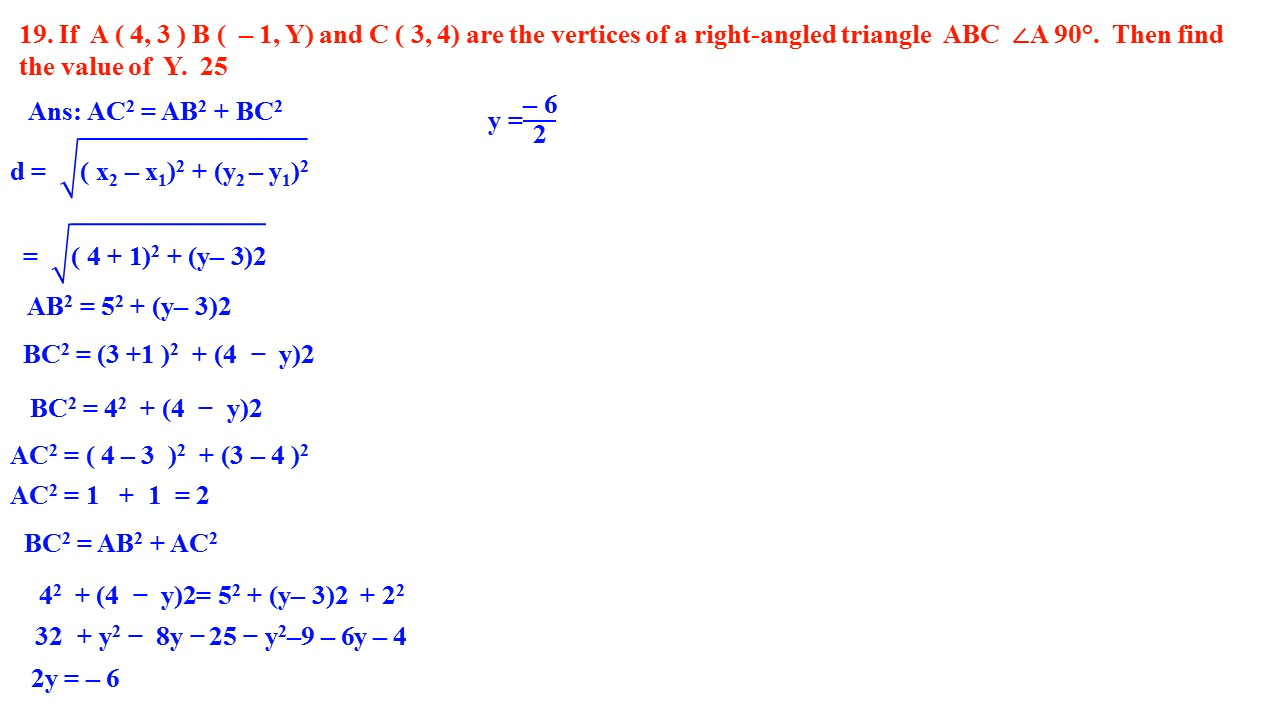 19. If A ( 4, 3 ) B ( – 1, Y) and C ( 3, 4) are the vertices of a right-angled triangle ABC ∠A 90°. Then find
the value of Y. 25
Ans: AC² = AB² + BC²
d = √( x₂ – x₁)² + (y₂ – y₁)²
= √( 4 + 1)² + (y– 3)2
AB² = 5² + (y– 3)2
BC² = (3 +1 )² + (4 − y)2
BC² = 4² + (4 − y)2
AC² = ( 4 – 3 )² + (3 – 4 )²
AC² = 1 + 1 = 2
BC² = AB² + AC²
4² + (4 − y)2= 5² + (y– 3)2 + 2²
32 + y² − 8y − 25 − y²–9 – 6y – 4
2y = – 6
y = – 6
2